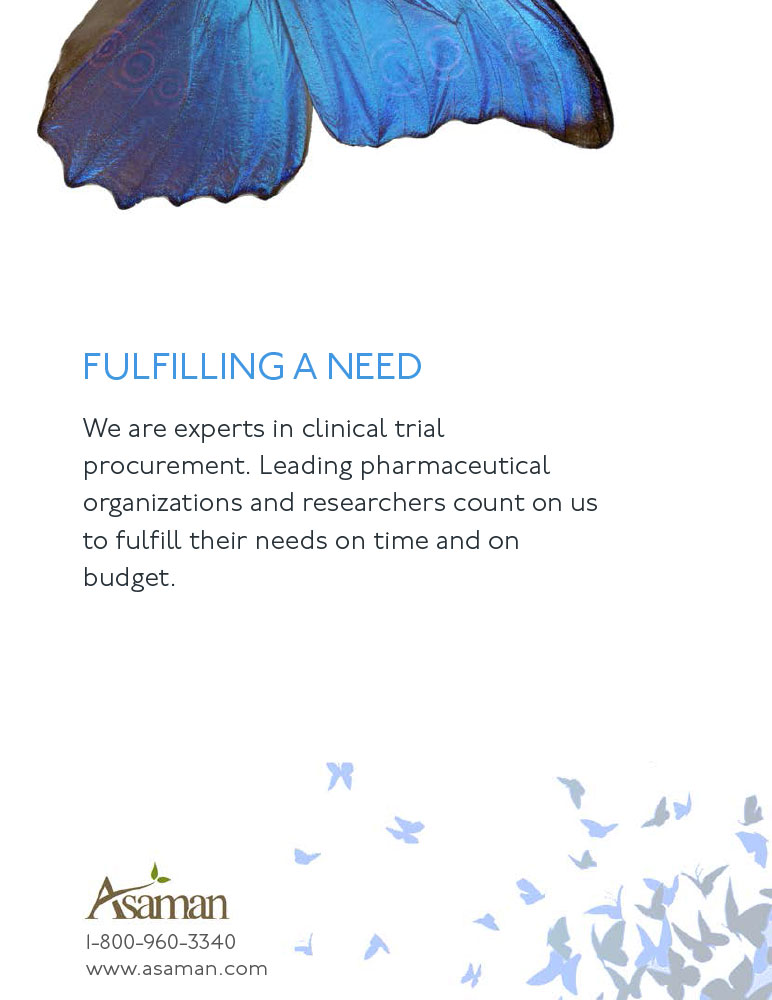 FULFILLING A NEED
We are experts in clinical trial
procurement. Leading pharmaceutical
organizations and researchers count on us
to fulfill their needs on time and on
budget.
Asaman
1-800-960-3340
www.asaman.com